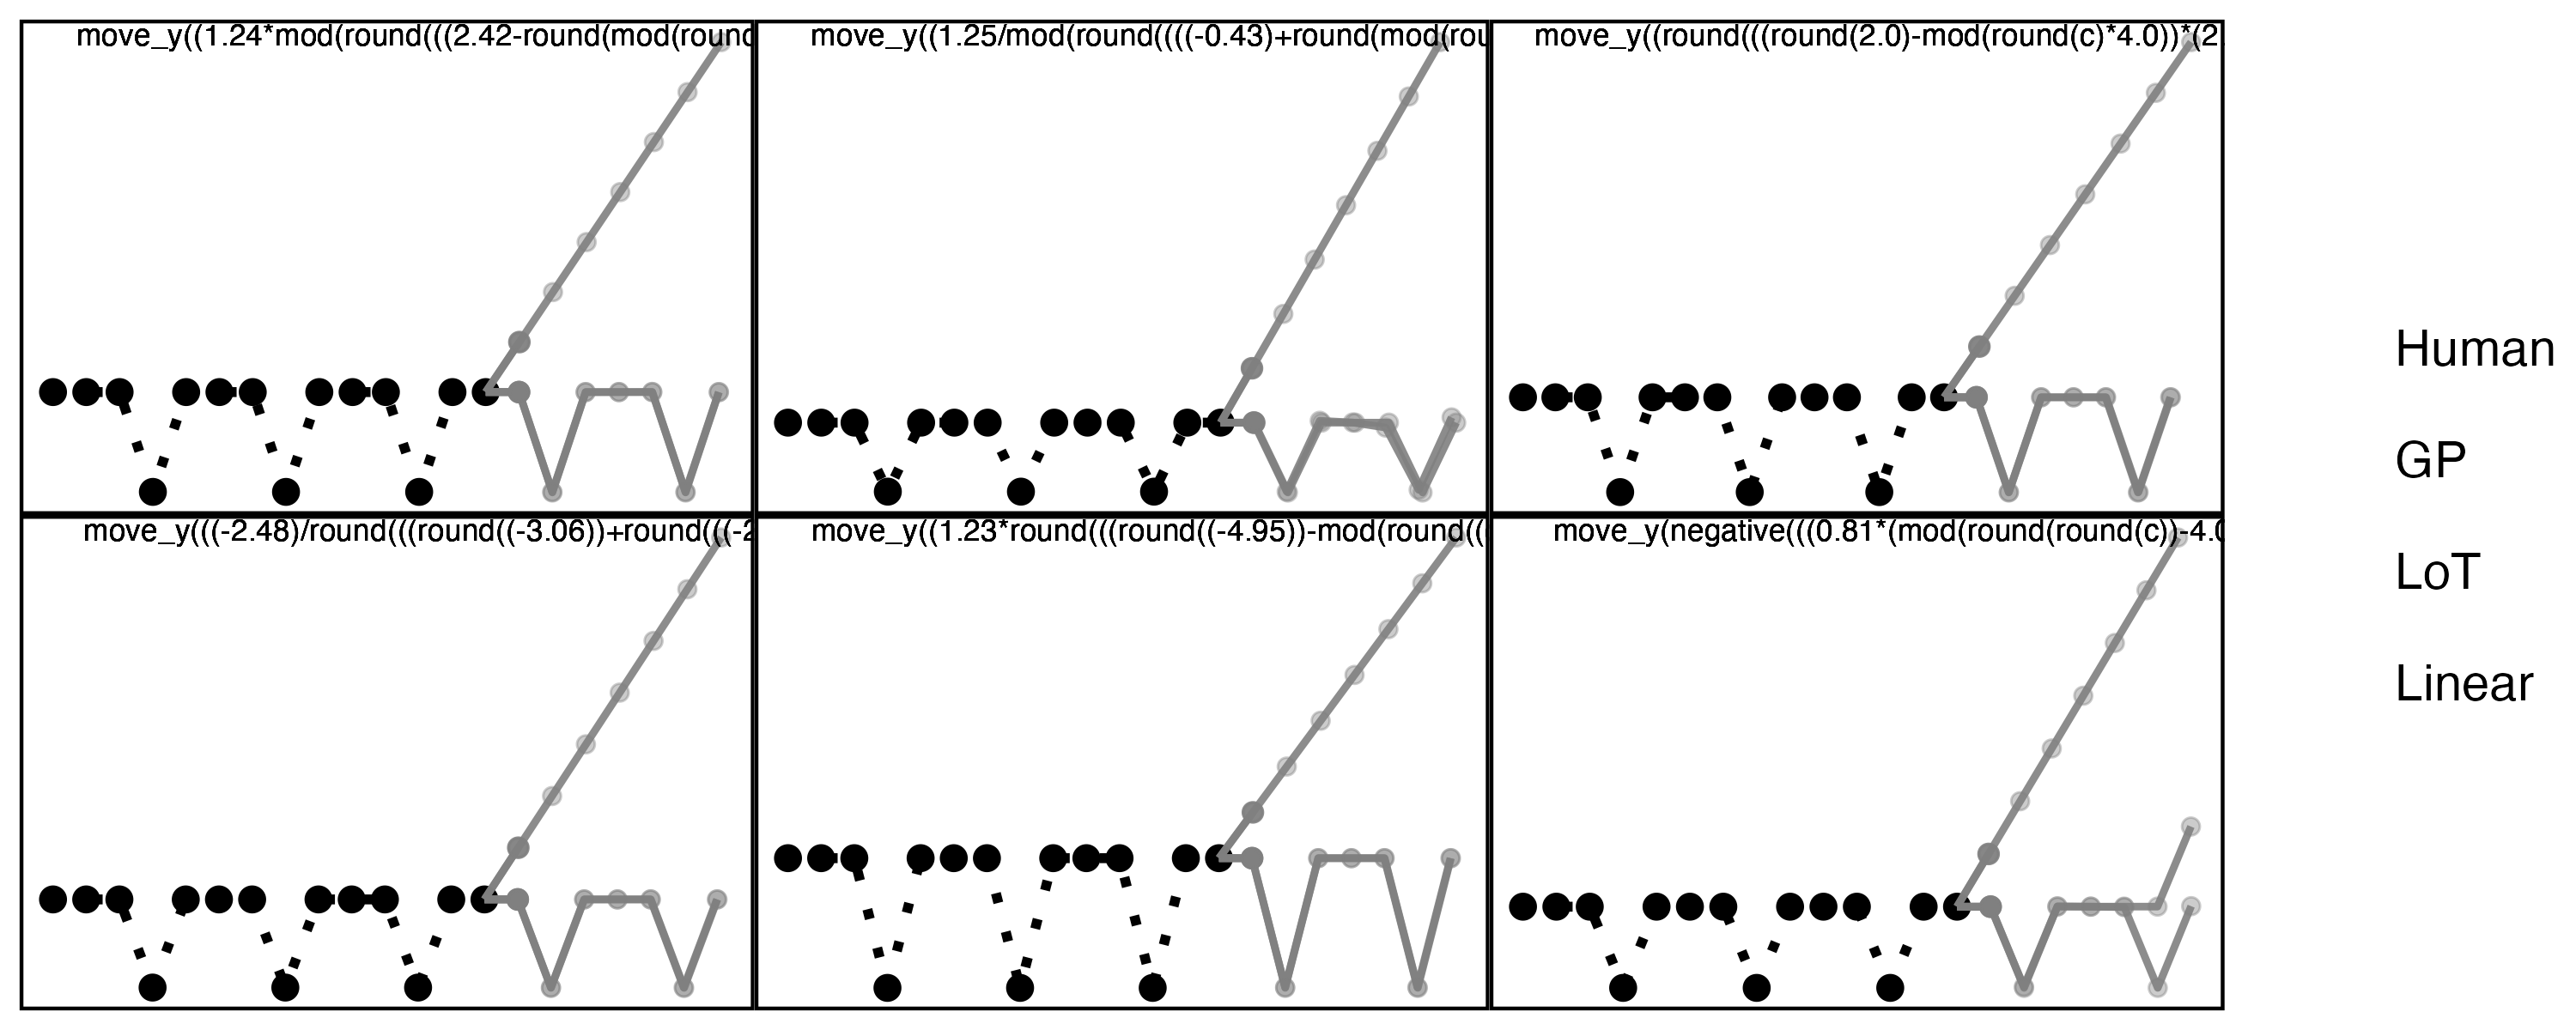 move_y((1.24*mod(round(((2.42-round(mod(round
move_y((1.25/mod(round((((-0.43)+round(mod(rou
move_y((round(((round(2.0)-mod(round(c)*4.0))*(2
move_y(((-2.48)/round(((round((-3.06))+round(((-2
move_y((1.23*round(((round((-4.95))-mod(round((
move_y(negative(((0.81*(mod(round(round(c))-4.0
Human
GP
LoT
Linear